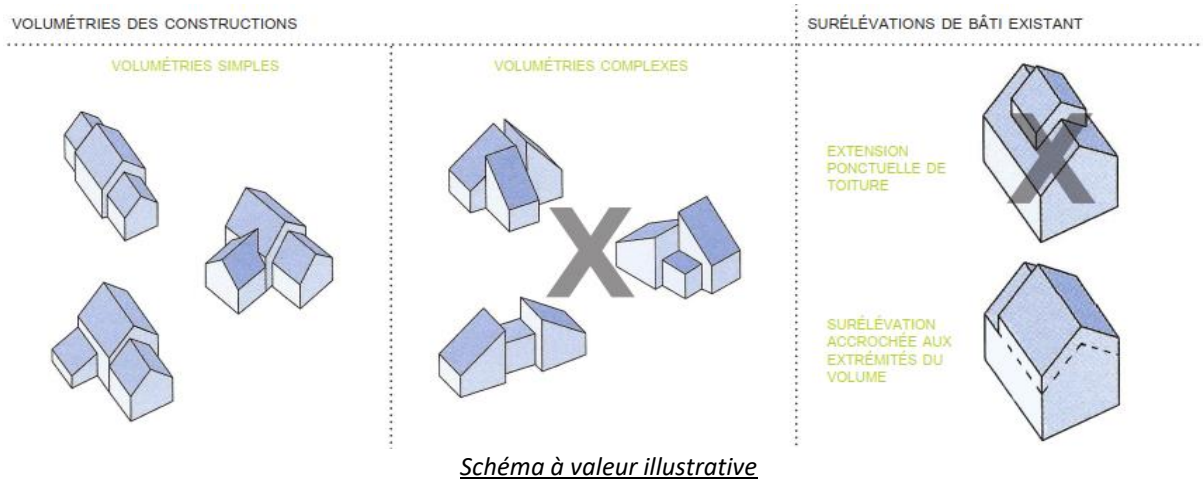 VOLUMÉTRIES DES CONSTRUCTIONS
SURÉLÉVATIONS DE BÂTI EXISTANT
VOLUMÉTRIES SIMPLES
VOLUMÉTRIES COMPLEXES
X
X
EXTENSION
PONCTUELLE DE
TOITURE
SURÉLÉVATION
ACCROCHÉE AUX
EXTRÉMITÉS DU
VOLUME
Schéma à valeur illustrative